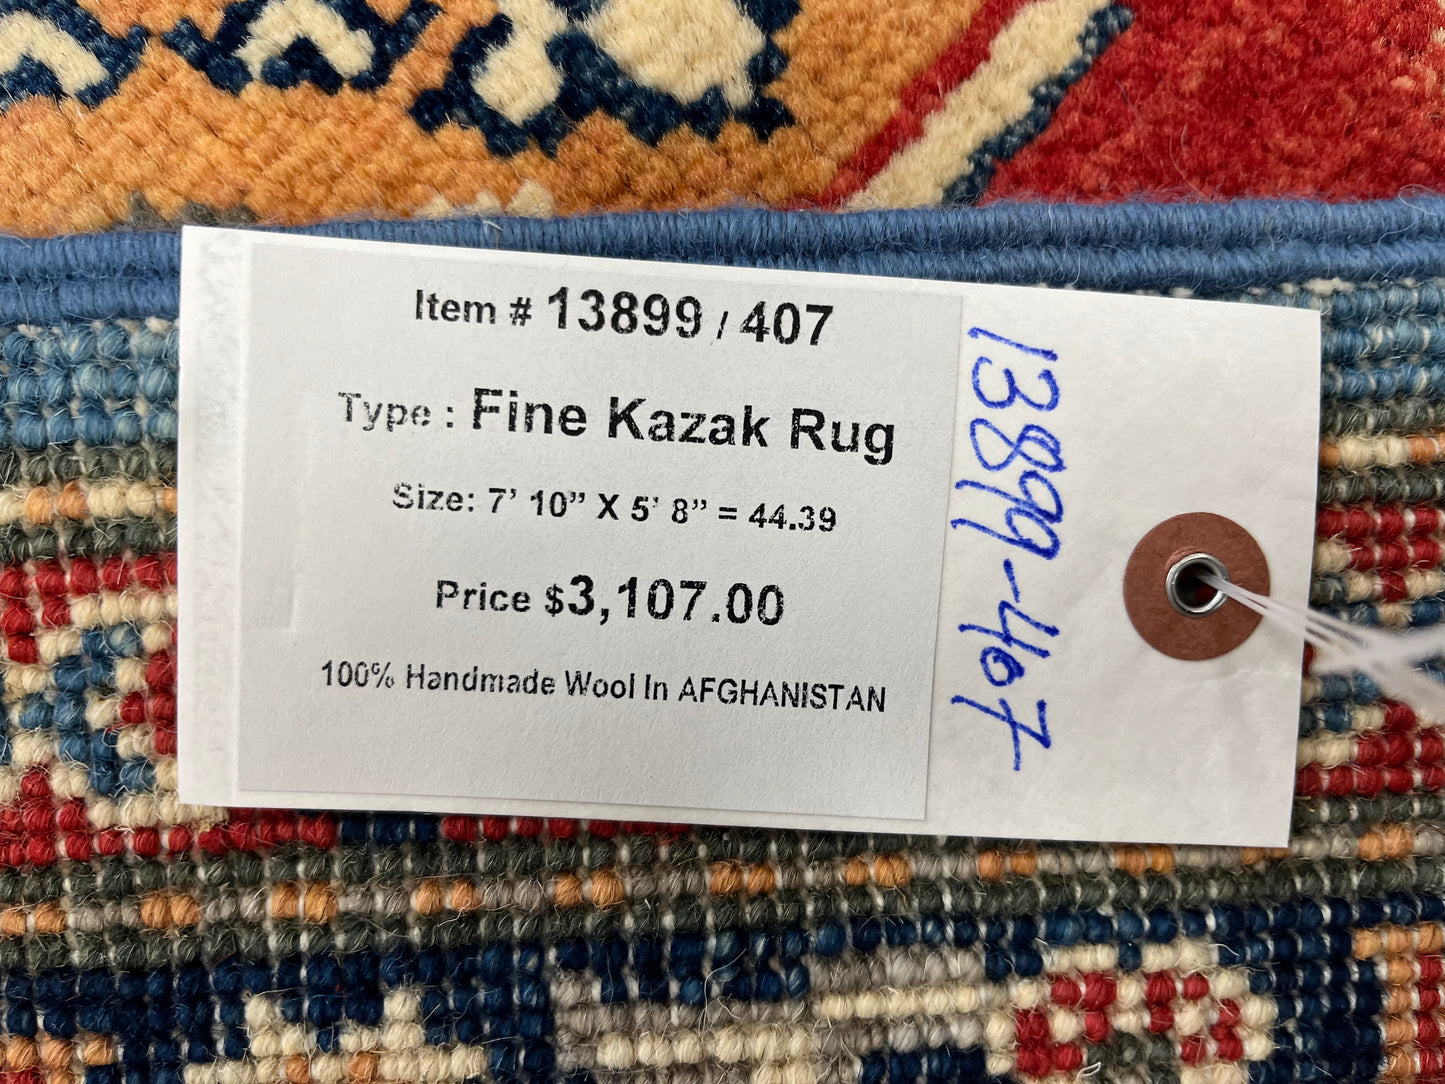 Item # 13899 / 407
Type : Fine Kazak Rug
Size: 7’ 10” X 5’ 8” = 44.39
Price $3,107.00
100% Handmade Wool In AFGHANISTAN
13899-407